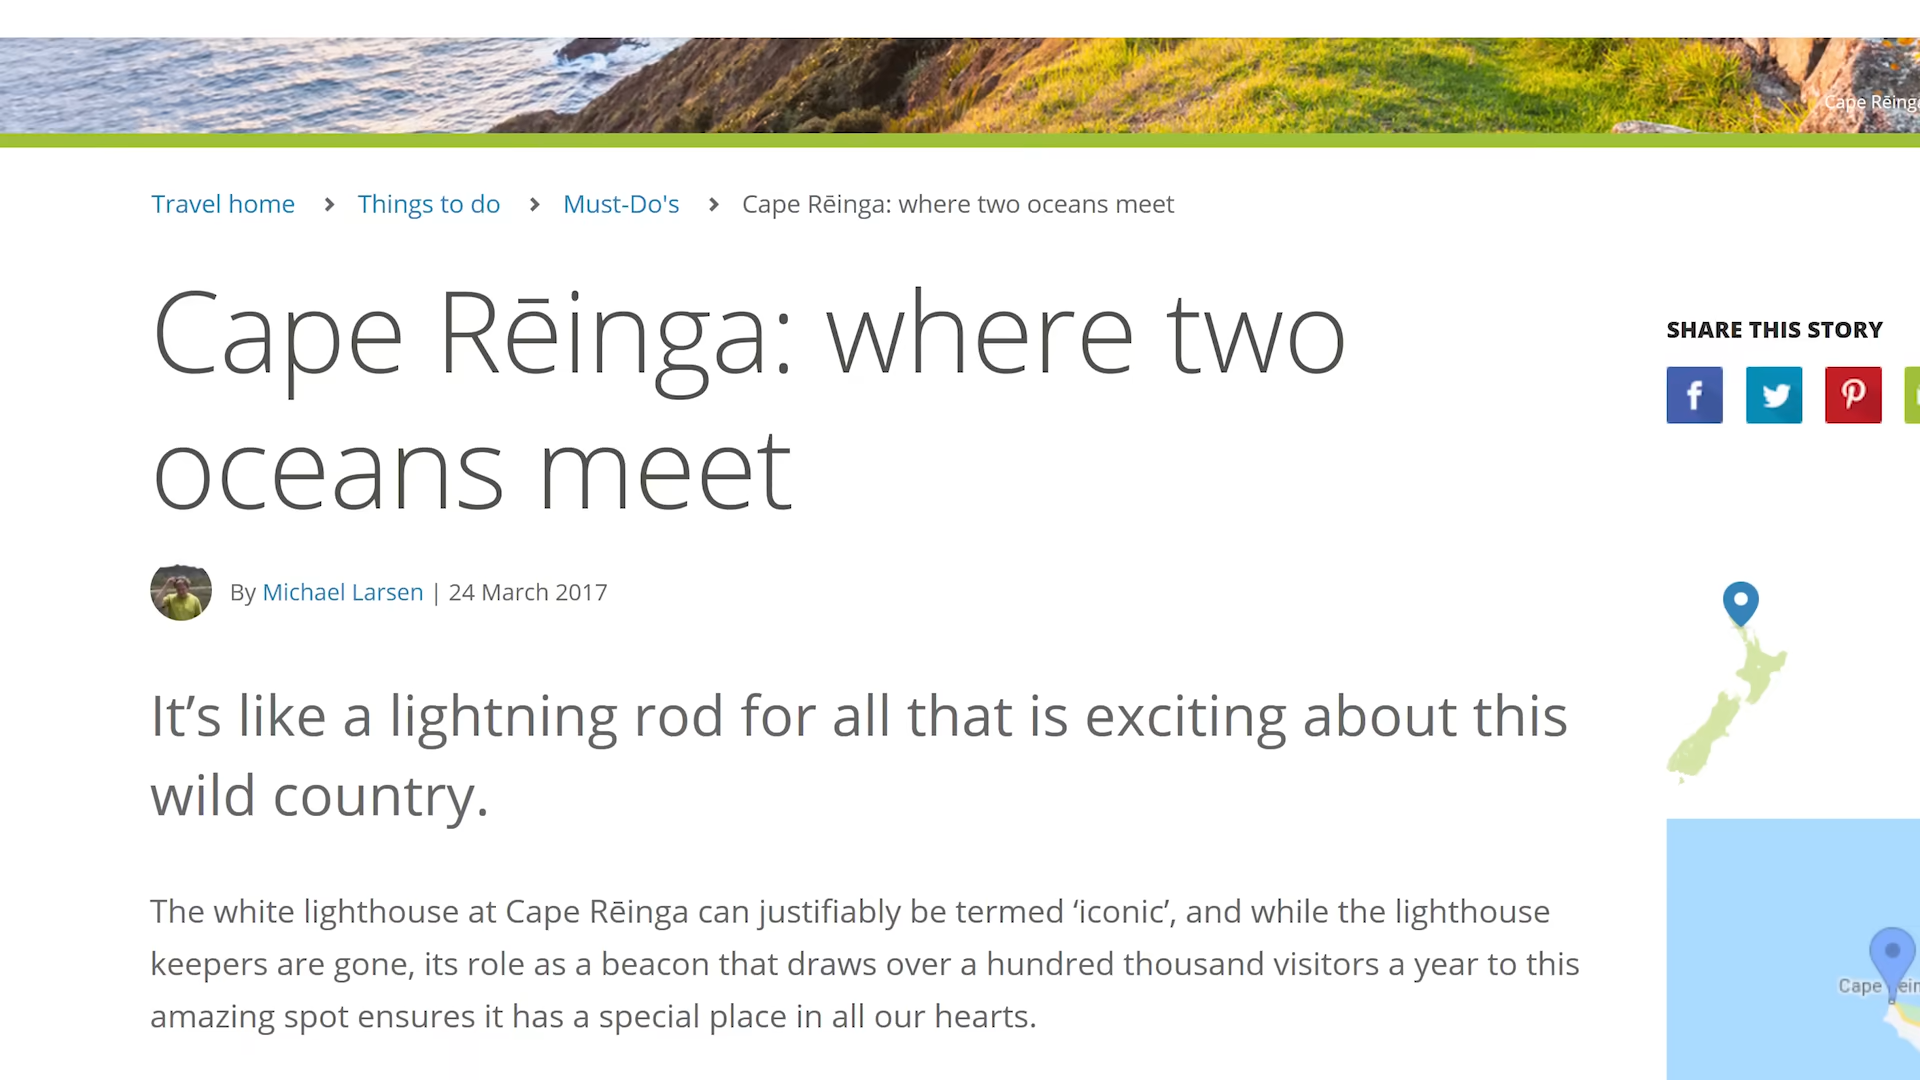 Cape Rēinga
Travel home > Things to do > Must-Do's > Cape Rēinga: where two oceans meet
Cape Rēinga: where two
oceans meet
SHARE THIS STORY
By Michael Larsen | 24 March 2017
It’s like a lightning rod for all that is exciting about this
wild country.
The white lighthouse at Cape Rēinga can justifiably be termed ‘iconic’, and while the lighthouse
keepers are gone, its role as a beacon that draws over a hundred thousand visitors a year to this
amazing spot ensures it has a special place in all our hearts.
Cape